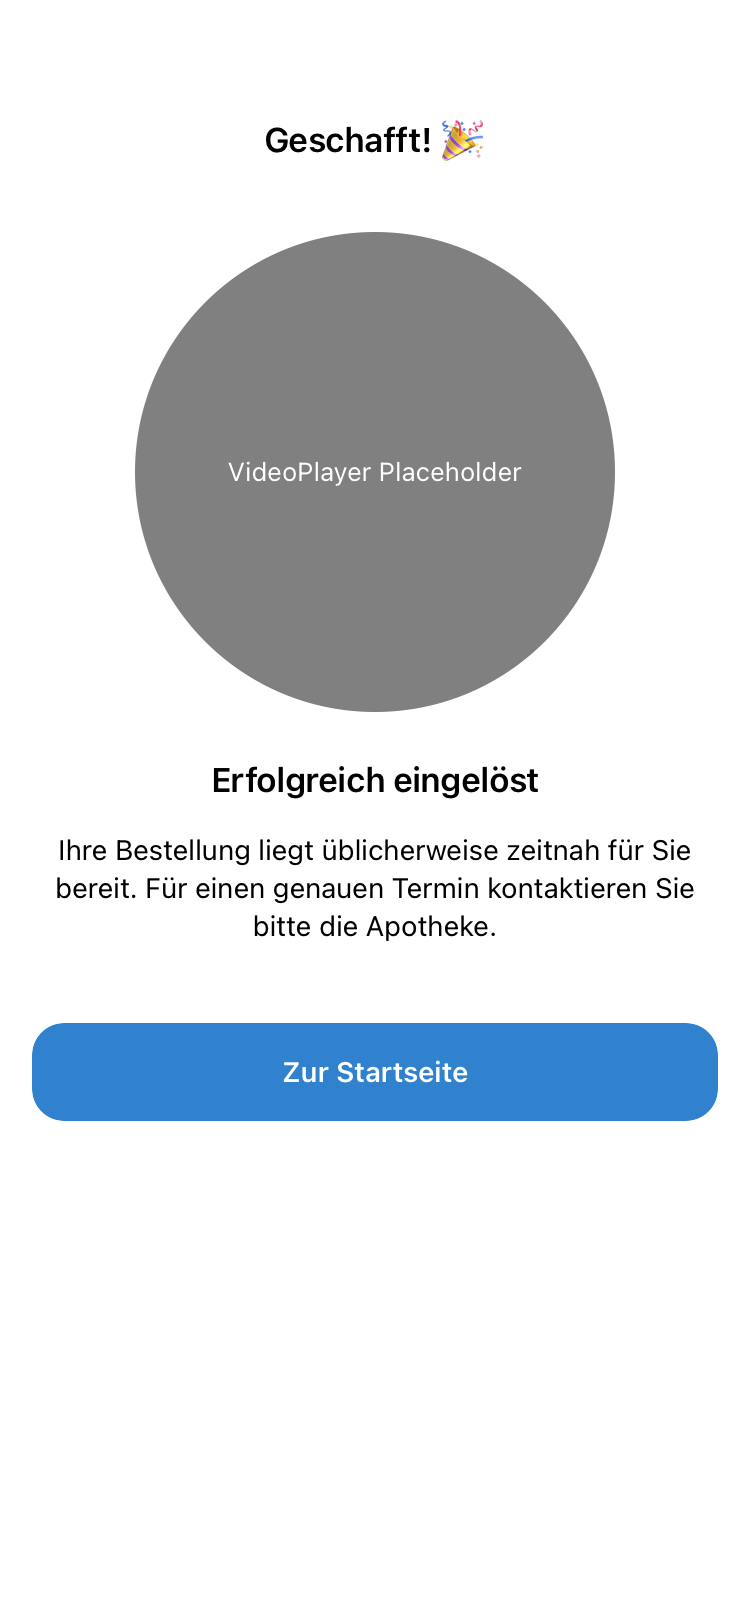 Geschafft! 🎉
VideoPlayer Placeholder
Erfolgreich eingelöst
Ihre Bestellung liegt üblicherweise zeitnah für Sie
bereit. Für einen genauen Termin kontaktieren Sie
bitte die Apotheke.
Zur Startseite